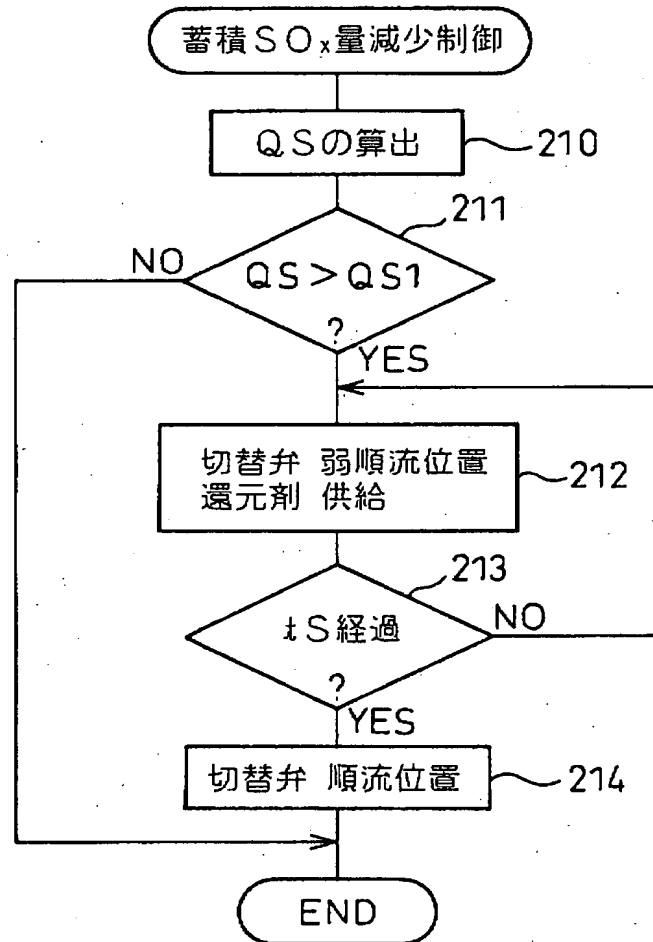 蓄積SOx量減少制御
QSの算出
210
211
NO
QS>QS1
?
YES
切替弁 弱順流位置
還元剤 供給
212
213
NO
tS経過
?
YES
切替弁 順流位置
214
END